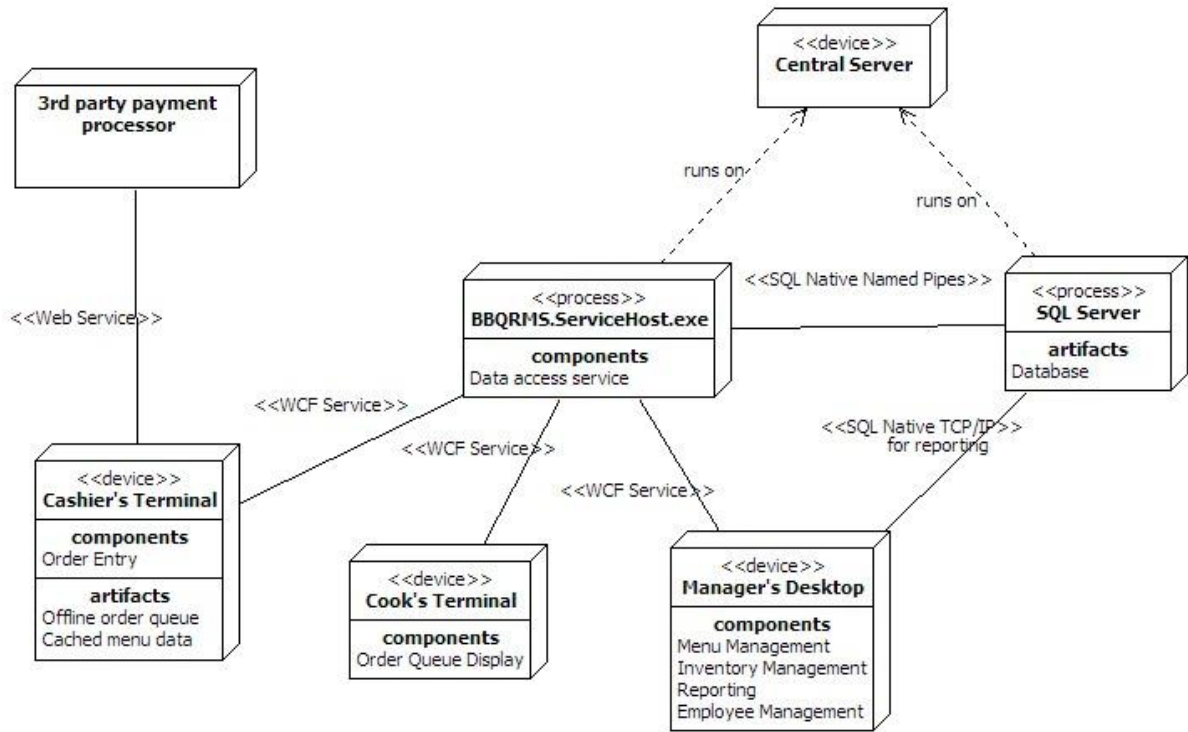 <<device>>
Central Server
3rd party payment
processor
runs on
runs on
<<Web Service>>
<<process>>
BBQRMS.ServiceHost.exe
components
Data access service
<<SQL Native Named Pipes>>
<<process>>
SQL Server
artifacts
Database
<<WCF Service>>
<<WCF Service>>
<<WCF Service>>
<<SQL Native TCP/IP>>
for reporting
<<device>>
Cashier's Terminal
components
Order Entry
artifacts
Offline order queue
Cached menu data
<<device>>
Cook's Terminal
components
Order Queue Display
<<device>>
Manager's Desktop
components
Menu Management
Inventory Management
Reporting
Employee Management